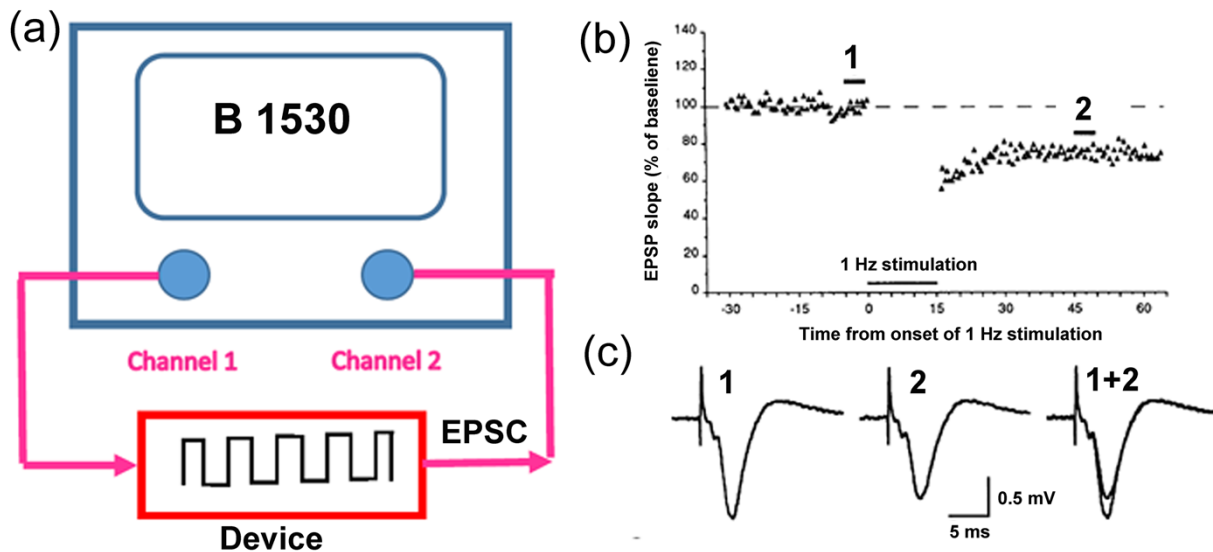 (a)
B 1530
Channel 1
Channel 2
EPSC
Device
(b)
EPSP slope (% of baseliene)
140
120
100
80
60
40
20
0
1
2
1 Hz stimulation
-30
-15
0
15
30
45
60
Time from onset of 1 Hz stimulation
(c)
1
2
1+2
0.5 mV
5 ms